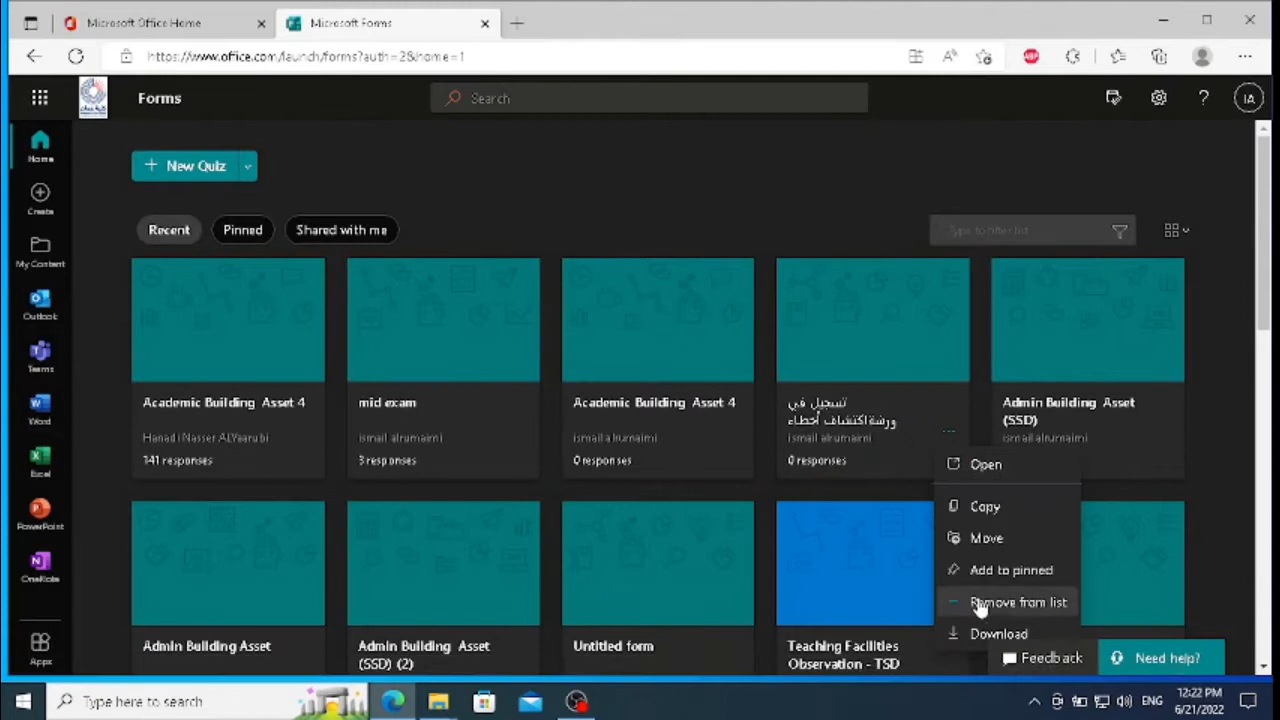 Microsoft Office Home
Microsoft Forms
https://www.office.com/launch/forms?auth=2&home=1
Forms
Search
IA
Home
Create
My Content
Outlook
Teams
Word
Excel
PowerPoint
OneNote
Apps
New Quiz
Recent
Pinned
Shared with me
Type to filter list
Academic Building Asset 4
Hanadi Nasser ALYaarubi
141 responses
mid exam
ismail alrumaimi
3 responses
Academic Building Asset 4
ismail alrumaimi
0 responses
تسجيل في
ورشة اكتشاف أخطاء
ismail alrumaimi
0 responses
Admin Building Asset
(SSD)
ismail alrumaimi
Open
Copy
Move
Add to pinned
Remove from list
Download
Admin Building Asset
Admin Building Asset
(SSD) (2)
Untitled form
Teaching Facilities
Observation - TSD
Feedback
Need help?
Type here to search
ENG
12:22 PM
6/21/2022